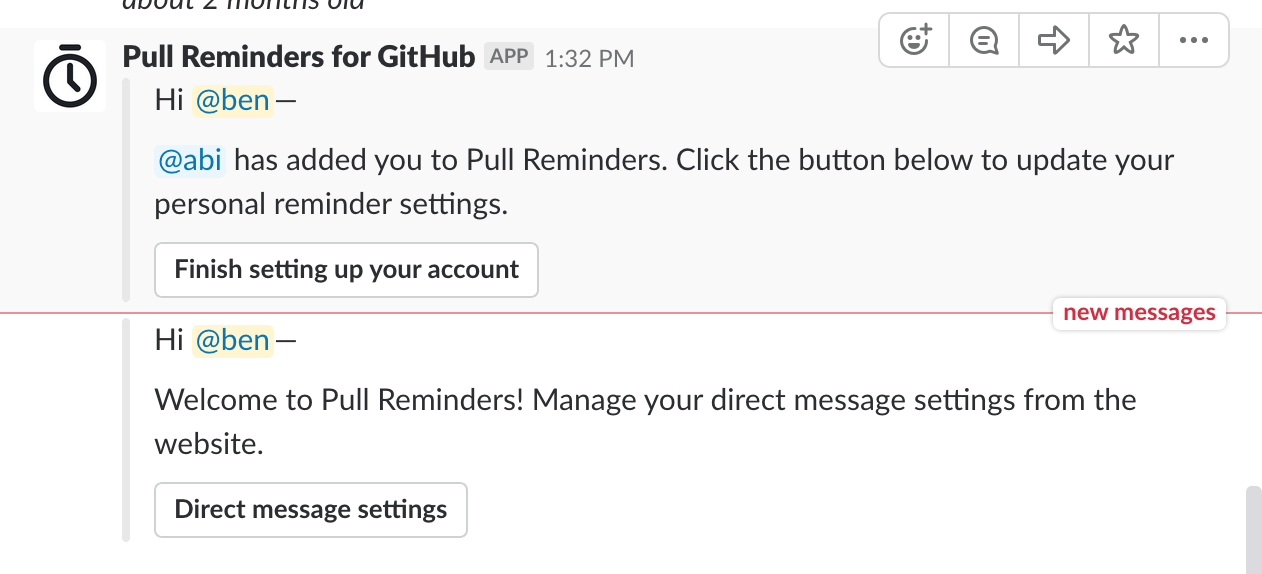 about 2 months old
Pull Reminders for GitHub APP 1:32 PM
Hi @ben—
@abi has added you to Pull Reminders. Click the button below to update your
personal reminder settings.
Finish setting up your account
new messages
Hi @ben—
Welcome to Pull Reminders! Manage your direct message settings from the
website.
Direct message settings